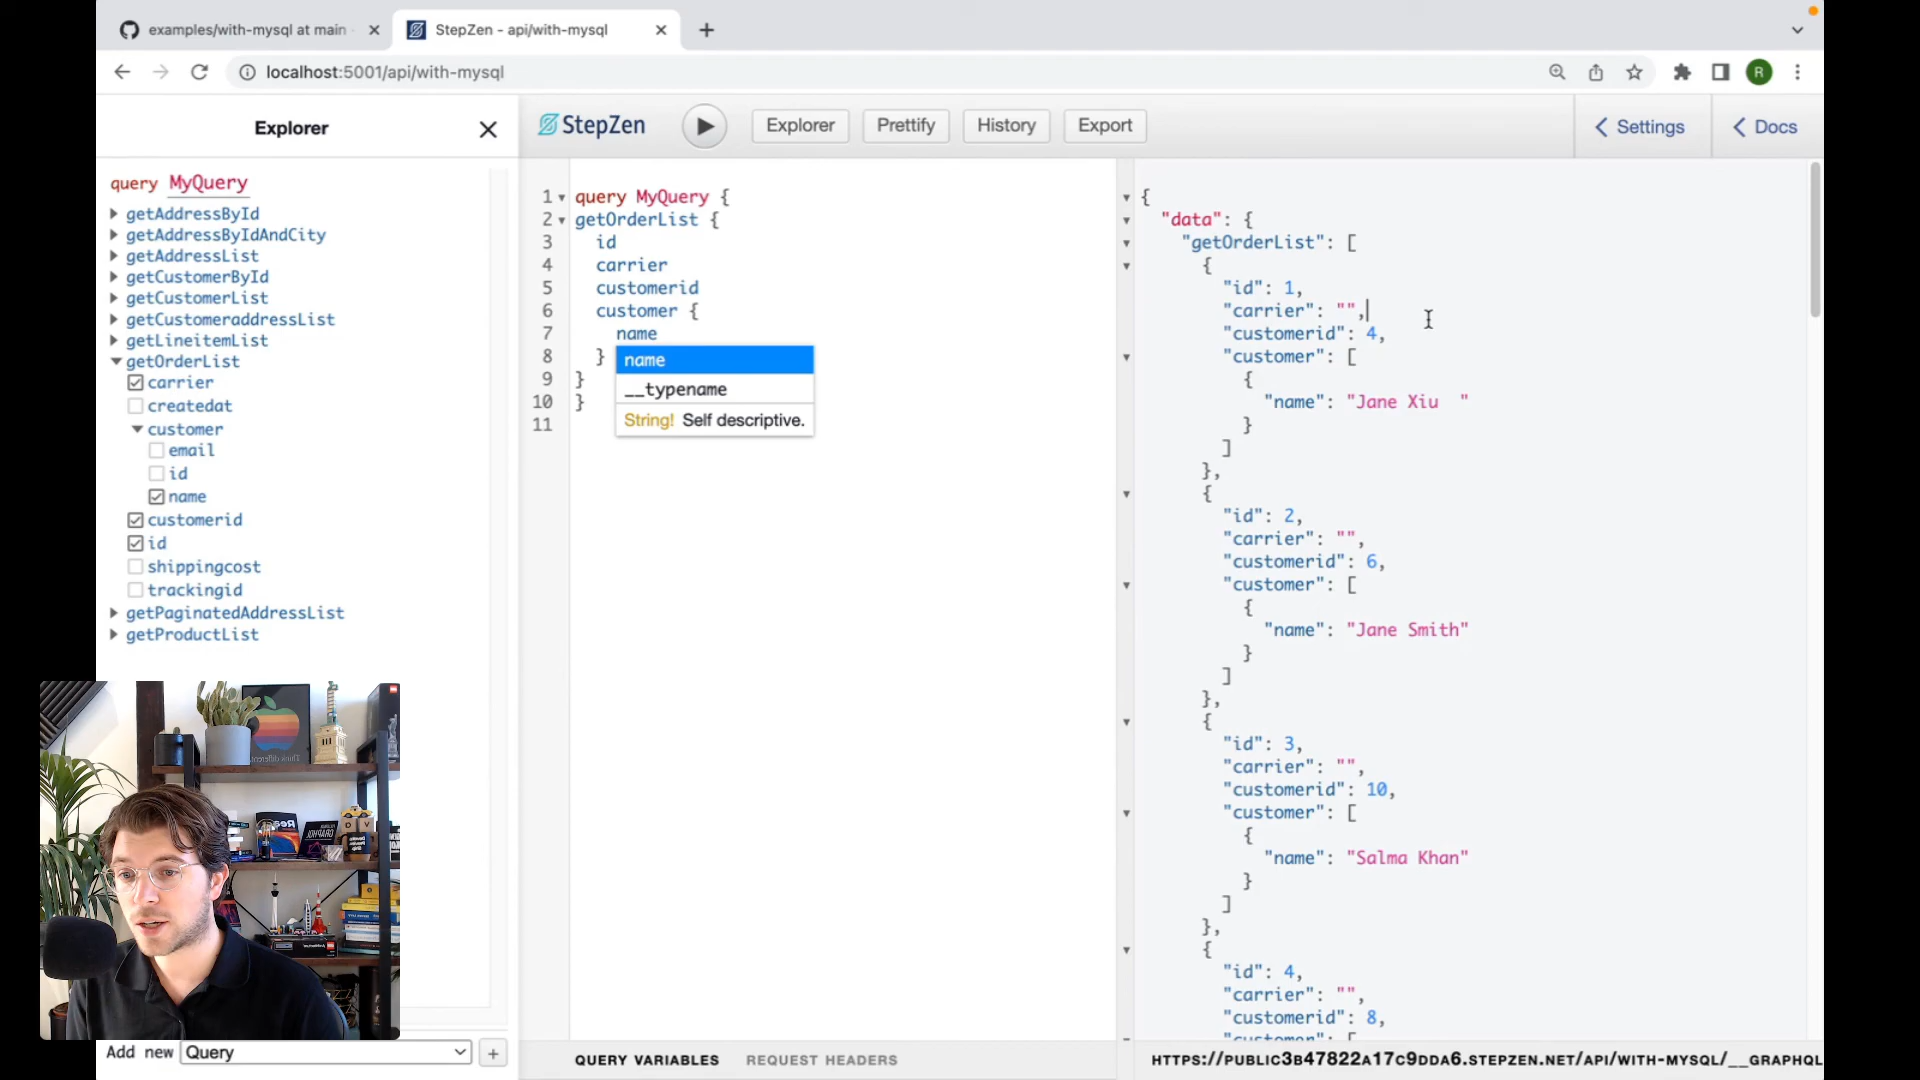 examples/with-mysql at main
StepZen - api/with-mysql
localhost:5001/api/with-mysql
R
Explorer
query MyQuery
getAddressById
getAddressByIdAndCity
getAddressList
getCustomerById
getCustomerList
getCustomeraddressList
getLineitemList
getOrderList
carrier
createdat
customer
email
id
name
customerid
id
shippingcost
trackingid
getPaginatedAddressList
getProductList
Add new Query
+
StepZen
Explorer
Prettify
History
Export
Settings
Docs
1 query MyQuery {
2 getOrderList {
3 id
4 carrier
5 customerid
6 customer {
7 name
8 }
9 }
10 }
11
name
__typename
String! Self descriptive.
QUERY VARIABLES REQUEST HEADERS
{
"data": {
"getOrderList": [
{
"id": 1,
"carrier": "",
"customerid": 4,
"customer": [
{
"name": "Jane Xiu  "
}
]
},
{
"id": 2,
"carrier": "",
"customerid": 6,
"customer": [
{
"name": "Jane Smith"
}
]
},
{
"id": 3,
"carrier": "",
"customerid": 10,
"customer": [
{
"name": "Salma Khan"
}
]
},
{
"id": 4,
"carrier": "",
"customerid": 8,
"customer": [
HTTPS://PUBLIC3B47822A17C9DDA6.STEPZEN.NET/API/WITH-MYSQL/__GRAPHQL